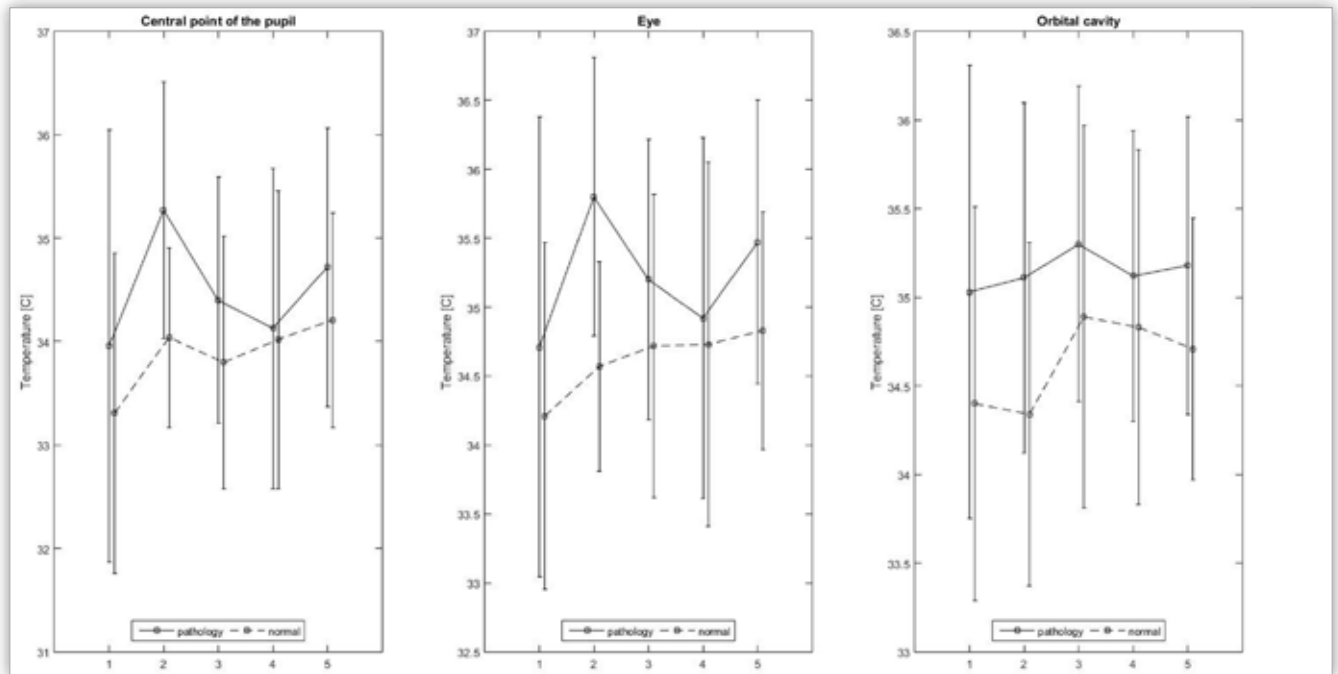 Central point of the pupil
Temperature [C]
37
36
35
34
33
32
31
1 2 3 4 5
pathology normal
Eye
Temperature [C]
37
36.5
36
35.5
35
34.5
34
33.5
33
32.5
1 2 3 4 5
pathology normal
Orbital cavity
Temperature [C]
36.5
36
35.5
35
34.5
34
33.5
33
1 2 3 4 5
pathology normal